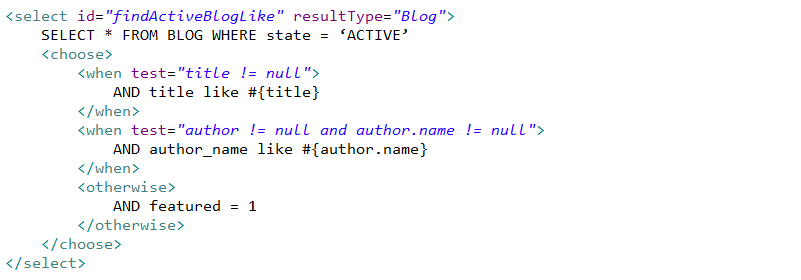 <select id="findActiveBlogLike" resultType="Blog">
    SELECT * FROM BLOG WHERE state = ‘ACTIVE’
    <choose>
        <when test="title != null">
            AND title like #{title}
        </when>
        <when test="author != null and author.name != null">
            AND author_name like #{author.name}
        </when>
        <otherwise>
            AND featured = 1
        </otherwise>
    </choose>
</select>